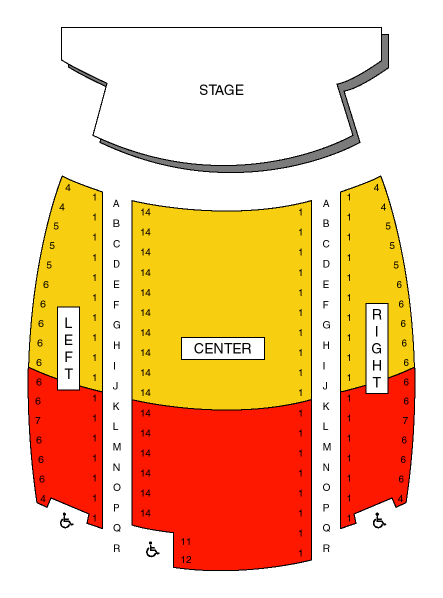 STAGE
4 1 A 14 1 A 1 4
4 1 B 14 1 B 1 4
5 1 C 14 1 C 1 5
5 1 D 14 1 D 1 5
5 1 E 14 1 E 1 5
6 1 F 14 1 F 1 6
6 1 G 14 1 G 1 6
6 1 H 14 1 H 1 6
6 1 I 14 1 I 1 6
6 1 J 14 1 J 1 6
6 1 K 14 1 K 1 6
6 1 L 14 1 L 1 6
7 1 M 14 1 M 1 7
6 1 N 14 1 N 1 6
6 1 O 14 1 O 1 6
6 1 P 14 1 P 1 6
4 1 Q 11 1 Q 1 4
R 12 1 R
LEFT
CENTER
RIGHT